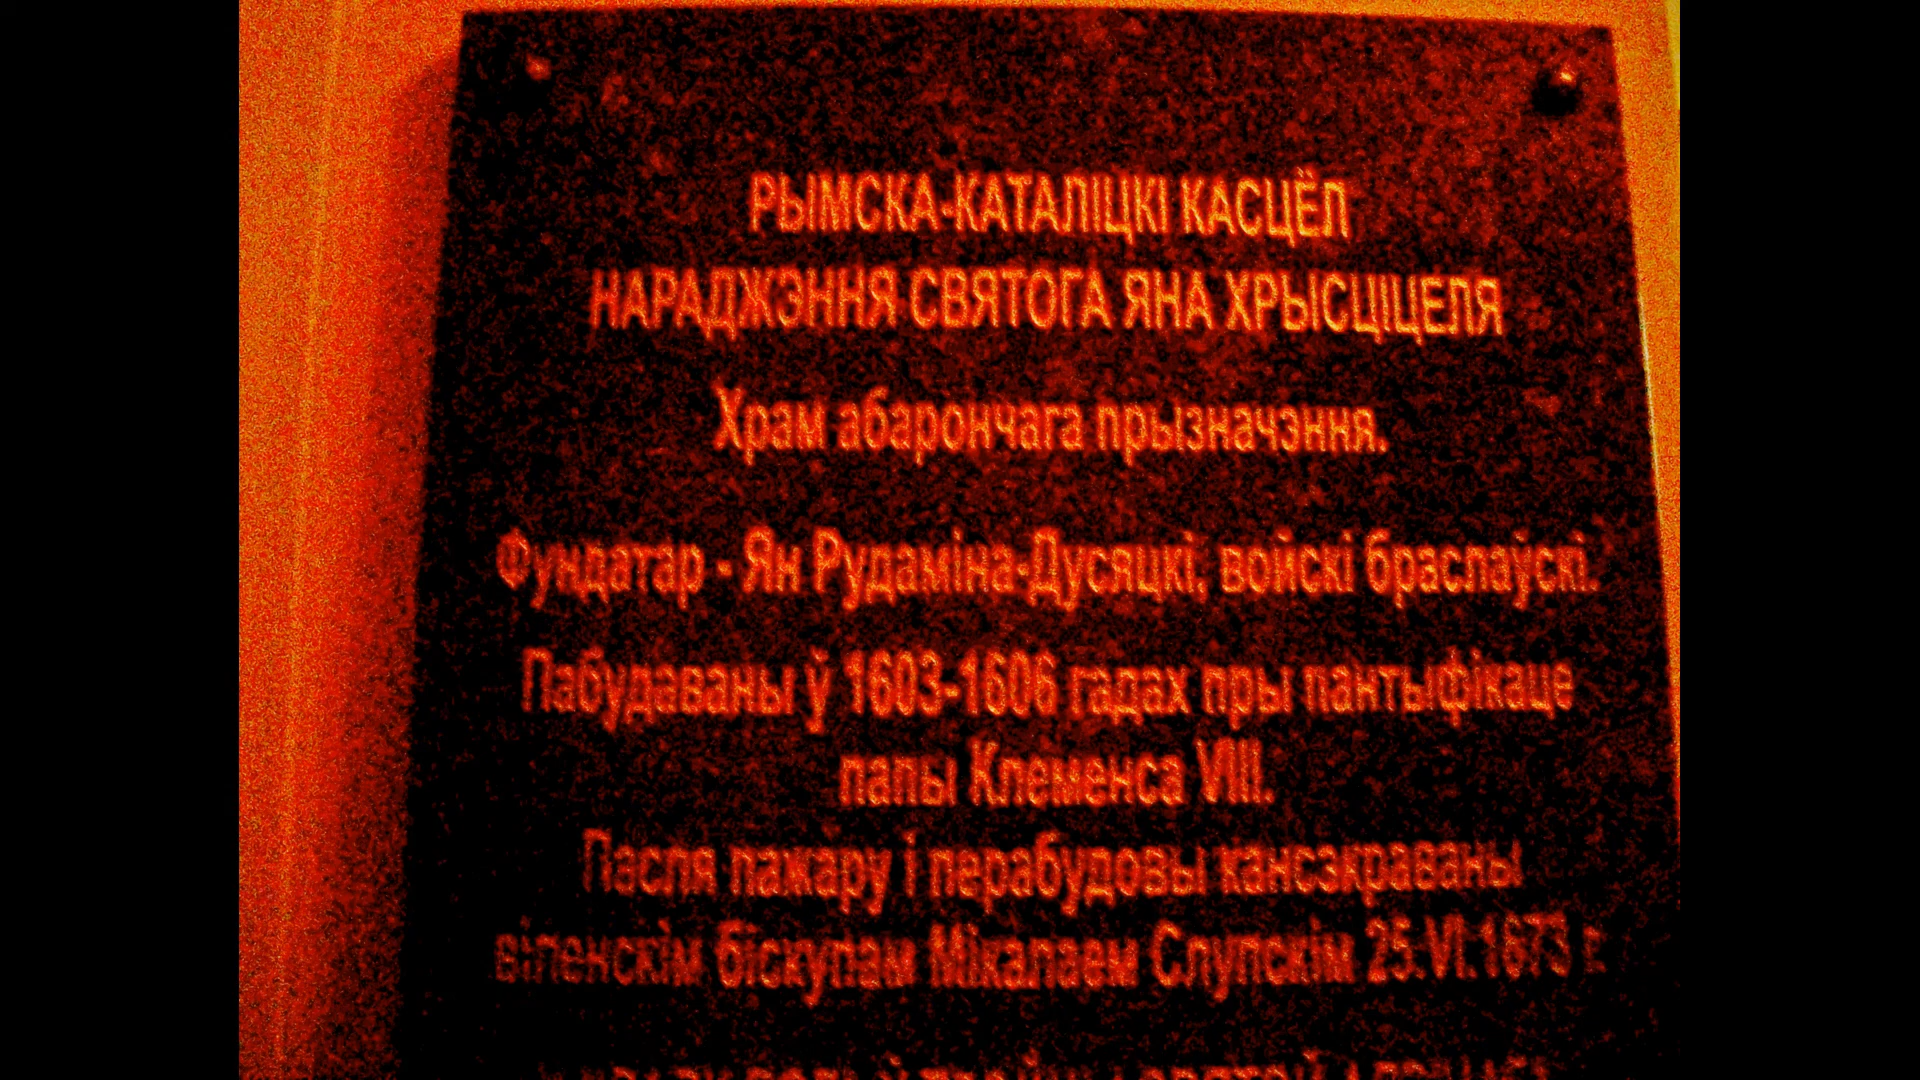 РЫМСКА-КАТАЛІЦКІ КАСЦЁЛ
НАРАДЖЭННЯ СВЯТОГА ЯНА ХРЫСЦІЦЕЛЯ
Храм абарончага прызначэння.
Фундатар - Ян Рудаміна-Дусяцкі, войскі браслаўскі.
Пабудаваны ў 1603-1606 гадах пры пантыфікаце
папы Клеменса VIII.
Пасля пажару і перабудовы кансэкраваны
віленскім біскупам Мікалаем Слупскім 25.VI.1673 г.